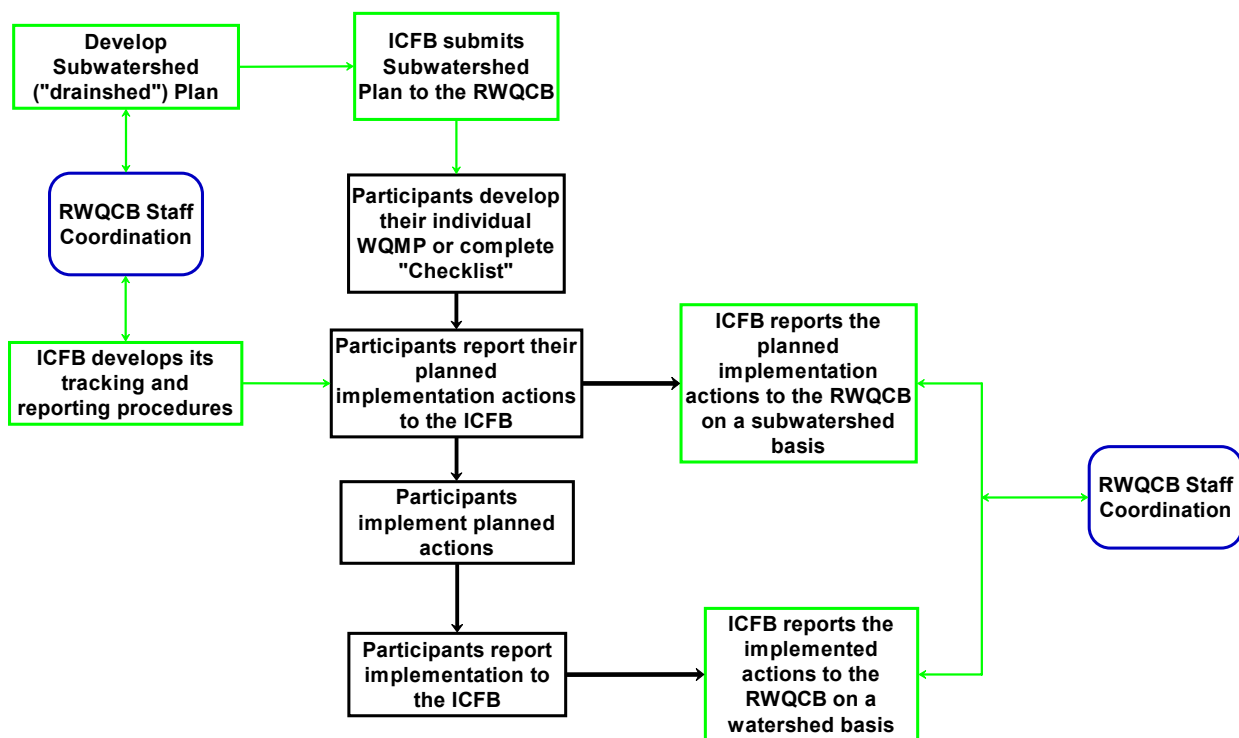 Develop
Subwatershed
("drainshed") Plan
ICFB submits
Subwatershed
Plan to the RWQCB
RWQCB Staff
Coordination
Participants develop
their individual
WQMP or complete
"Checklist"
ICFB develops its
tracking and
reporting procedures
Participants report their
planned
implementation actions
to the ICFB
ICFB reports the
planned
implementation
actions to the RWQCB
on a subwatershed
basis
RWQCB Staff
Coordination
Participants
implement planned
actions
Participants report
implementation to
the ICFB
ICFB reports the
implemented
actions to the
RWQCB on a
watershed basis